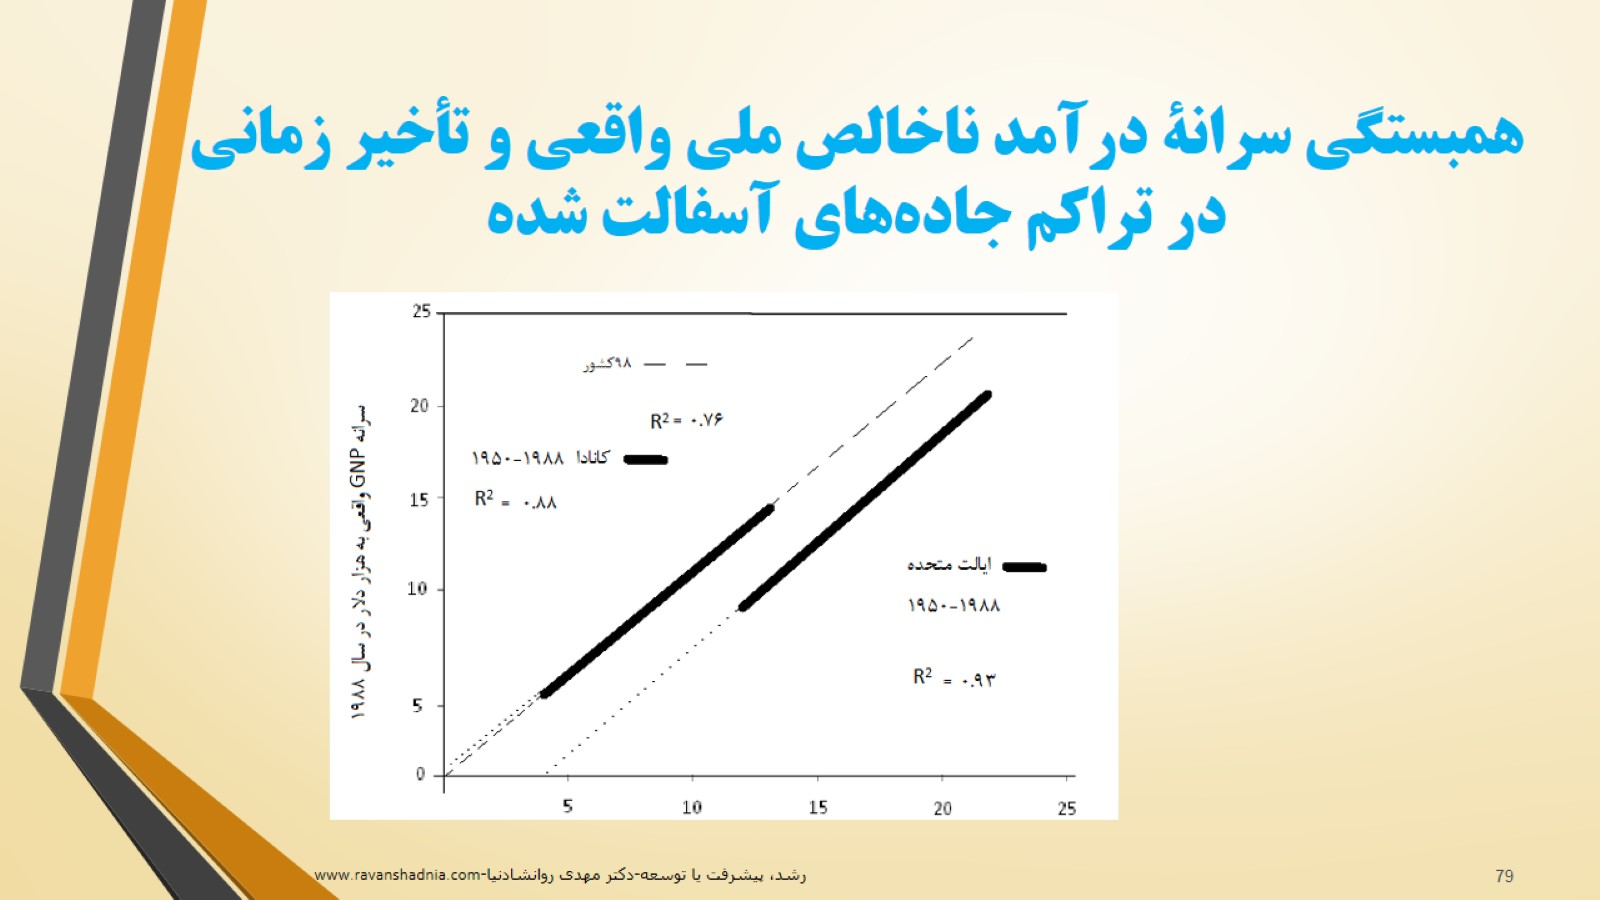 همبستگی سرانهٔ درآمد ناخالص ملی واقعی و تأخیر زمانی
در تراکم جاده‌های آسفالت شده
سرانه GNP واقعی به هزار دلار در سال ۱۹۸۸
25
20
15
10
5
0
۹۸کشور
R² = ۰.۷۶
کانادا ۱۹۵۰-۱۹۸۸
R² = ۰.۸۸
ایالت متحده
۱۹۵۰-۱۹۸۸
R² = ۰.۹۳
5 10 15 20 25
رشد، پیشرفت یا توسعه-دکتر مهدی روانشادنیا-www.ravanshadnia.com
79